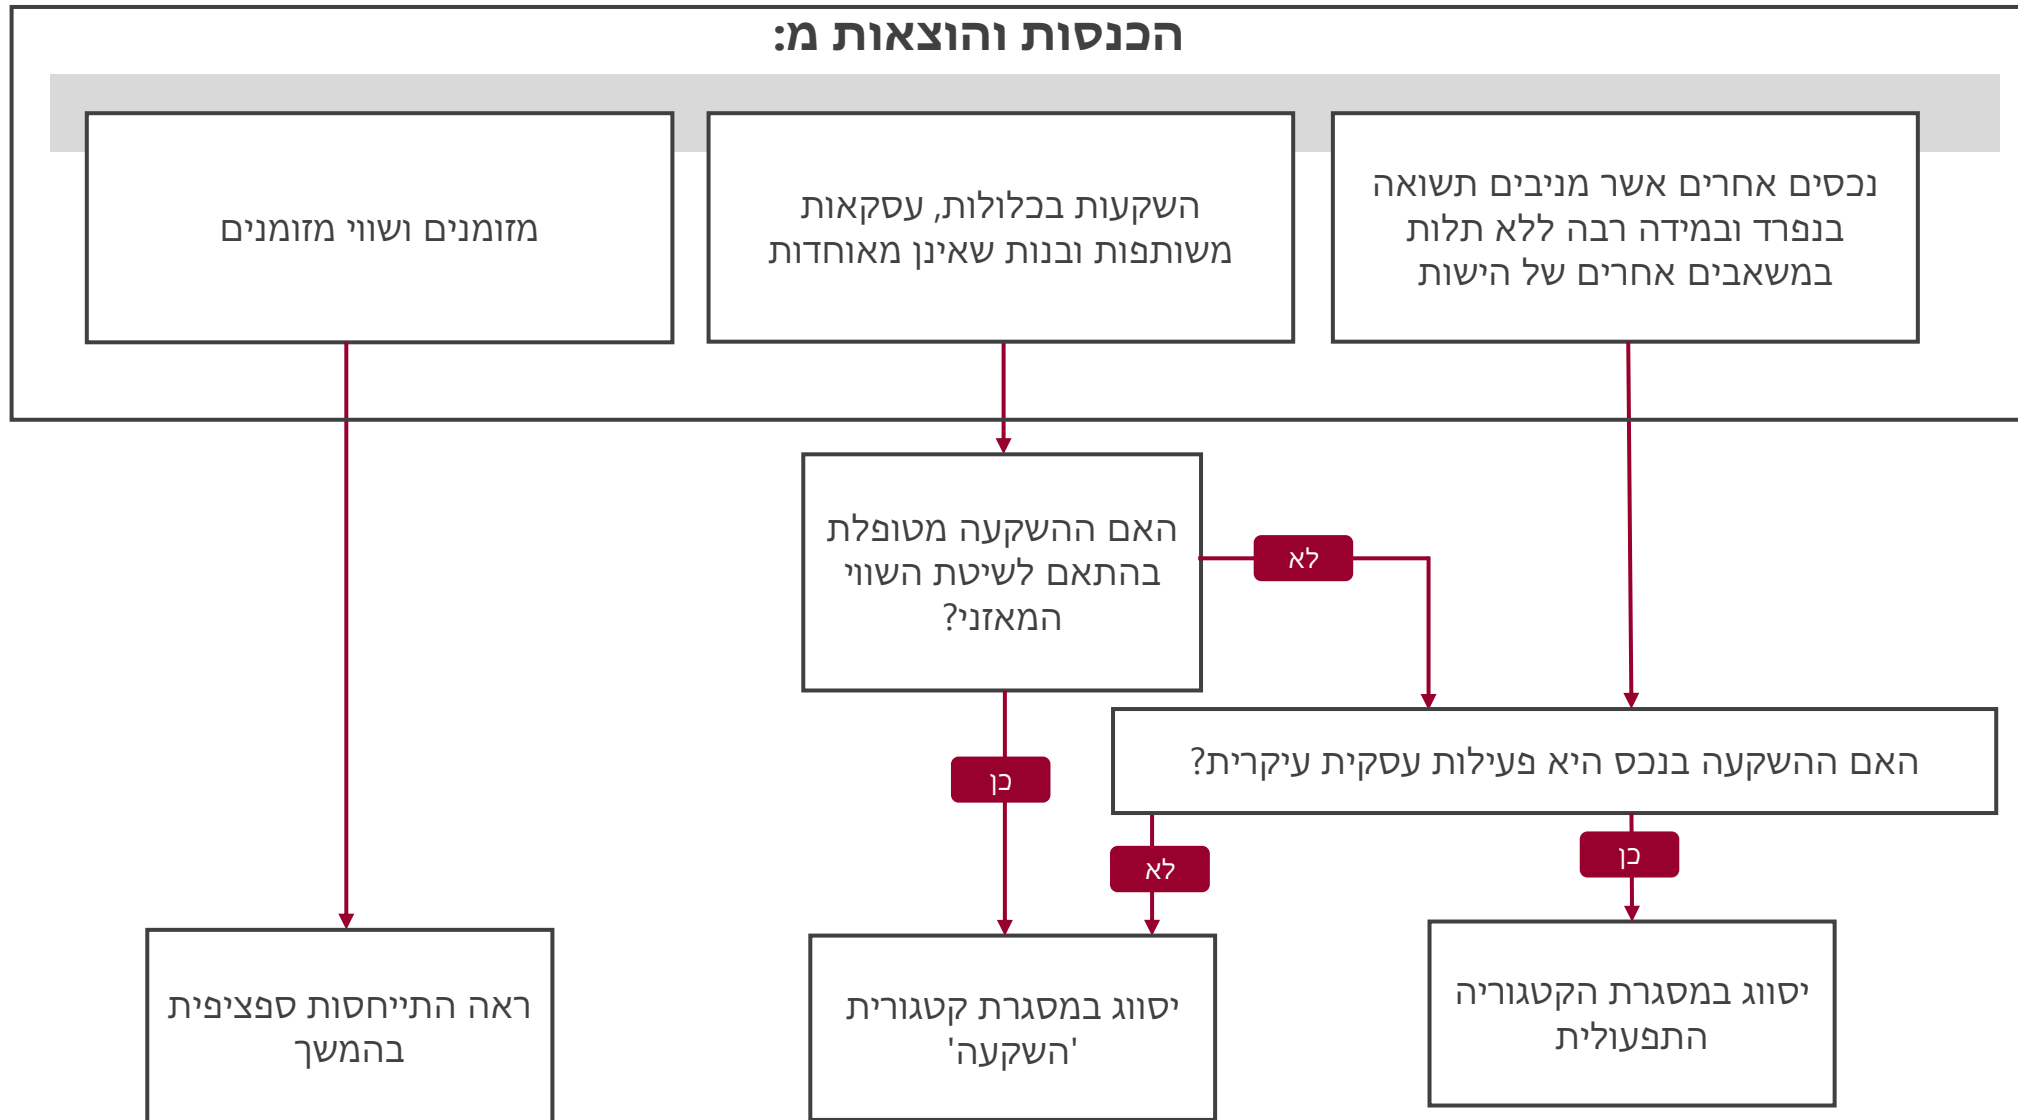 הכנסות והוצאות מ:
נכסים אחרים אשר מניבים תשואה
בנפרד ובמידה רבה ללא תלות
במשאבים אחרים של הישות
השקעות בכלולות, עסקאות
משותפות ובנות שאינן מאוחדות
מזומנים ושווי מזומנים
האם ההשקעה מטופלת
בהתאם לשיטת השווי
המאזני?
לא
האם ההשקעה בנכס היא פעילות עסקית עיקרית?
כן
כן
לא
יסווג במסגרת הקטגוריה
התפעולית
יסווג במסגרת קטגורית
'השקעה'
ראה התייחסות ספציפית
בהמשך